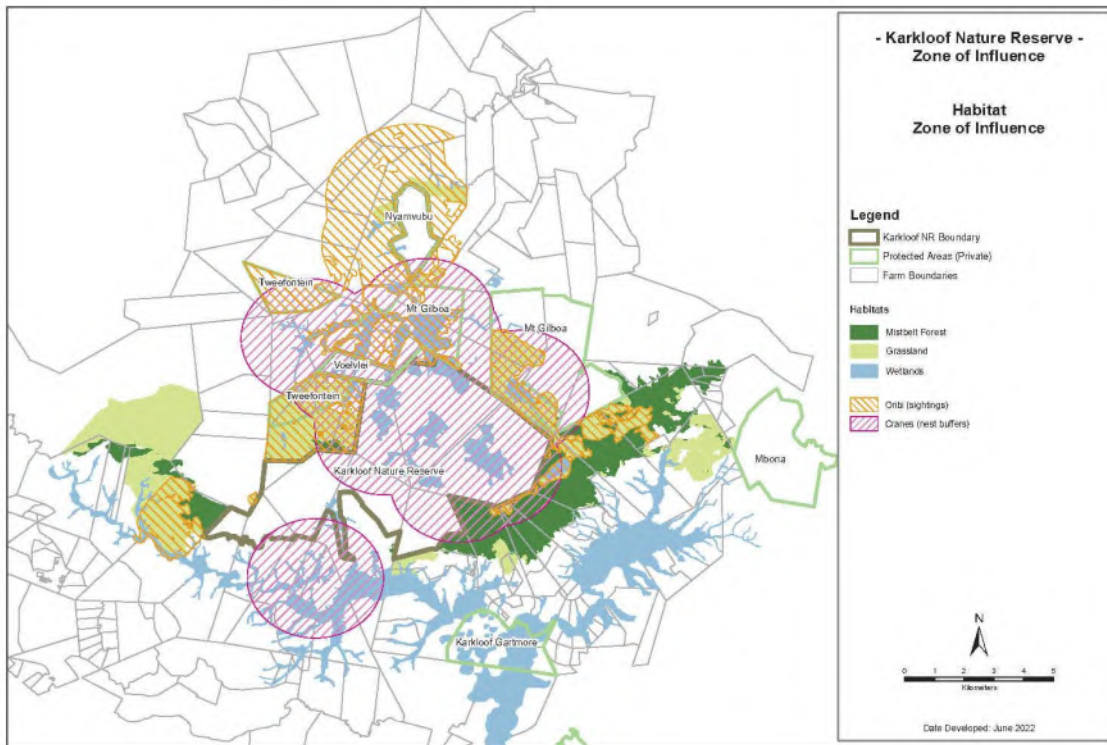 - Karkloof Nature Reserve -
Zone of Influence
Habitat
Zone of Influence
Legend
Karkloof NR Boundary
Protected Areas (Private)
Farm Boundaries
Habitats
Mistbelt Forest
Grassland
Wetlands
Oribi (sightings)
Cranes (nest buffers)
N
0 1 2 3 4 5
Kilometers
Date Developed: June 2022
Nyamvubu
Tweefontein
Mt Gilboa
Mt Gilboa
Voelvlei
Tweefontein
Mbona
Karkloof Nature Reserve
Karkloof Gartmore